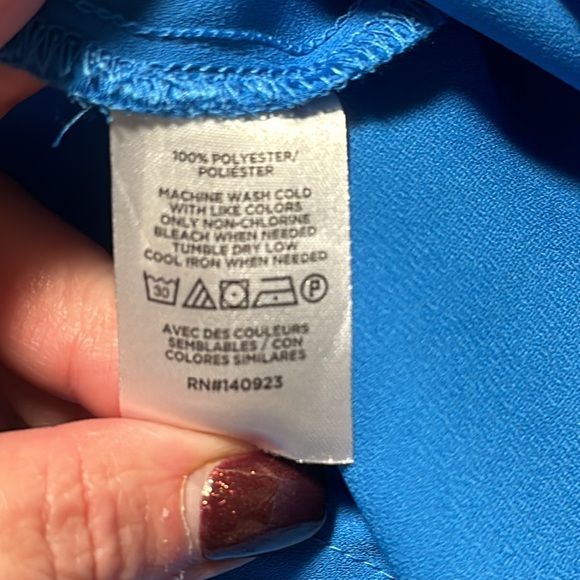 100% POLYESTER/
POLIÉSTER
MACHINE WASH COLD
WITH LIKE COLORS
ONLY NON-CHLORINE
BLEACH WHEN NEEDED
TUMBLE DRY LOW
COOL IRON WHEN NEEDED
30 P
AVEC DES COULEURS
SEMBLABLES / CON
COLORES SIMILARES
RN#140923